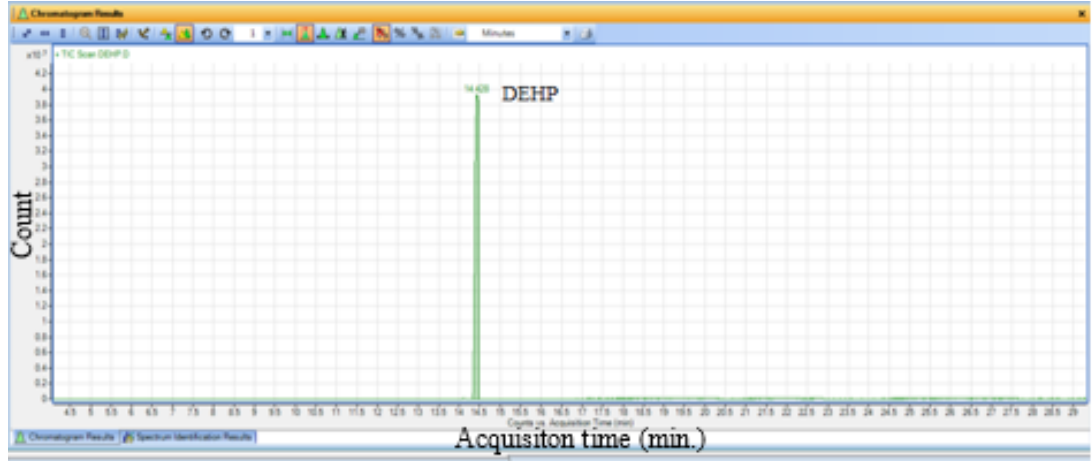 Chromatogram Results
1
Minutes
x10 7
+ TIC Scan DEHP.D
4.2
4
14.428
DEHP
3.8
3.6
3.4
3.2
3
2.8
2.6
2.4
2.2
2
1.8
1.6
1.4
1.2
1
0.8
0.6
0.4
0.2
0
Count
4.5 5 5.5 6 6.5 7 7.5 8 8.5 9 9.5 10 10.5 11 11.5 12 12.5 13 13.5 14 14.5 15 15.5 16 16.5 17 17.5 18 18.5 19 19.5 20 20.5 21 21.5 22 22.5 23 23.5 24 24.5 25 25.5 26 26.5 27 27.5 28 28.5 29
Counts vs. Acquisition Time (min)
Chromatogram Results Spectrum Identification Results
Acquisiton time (min.)